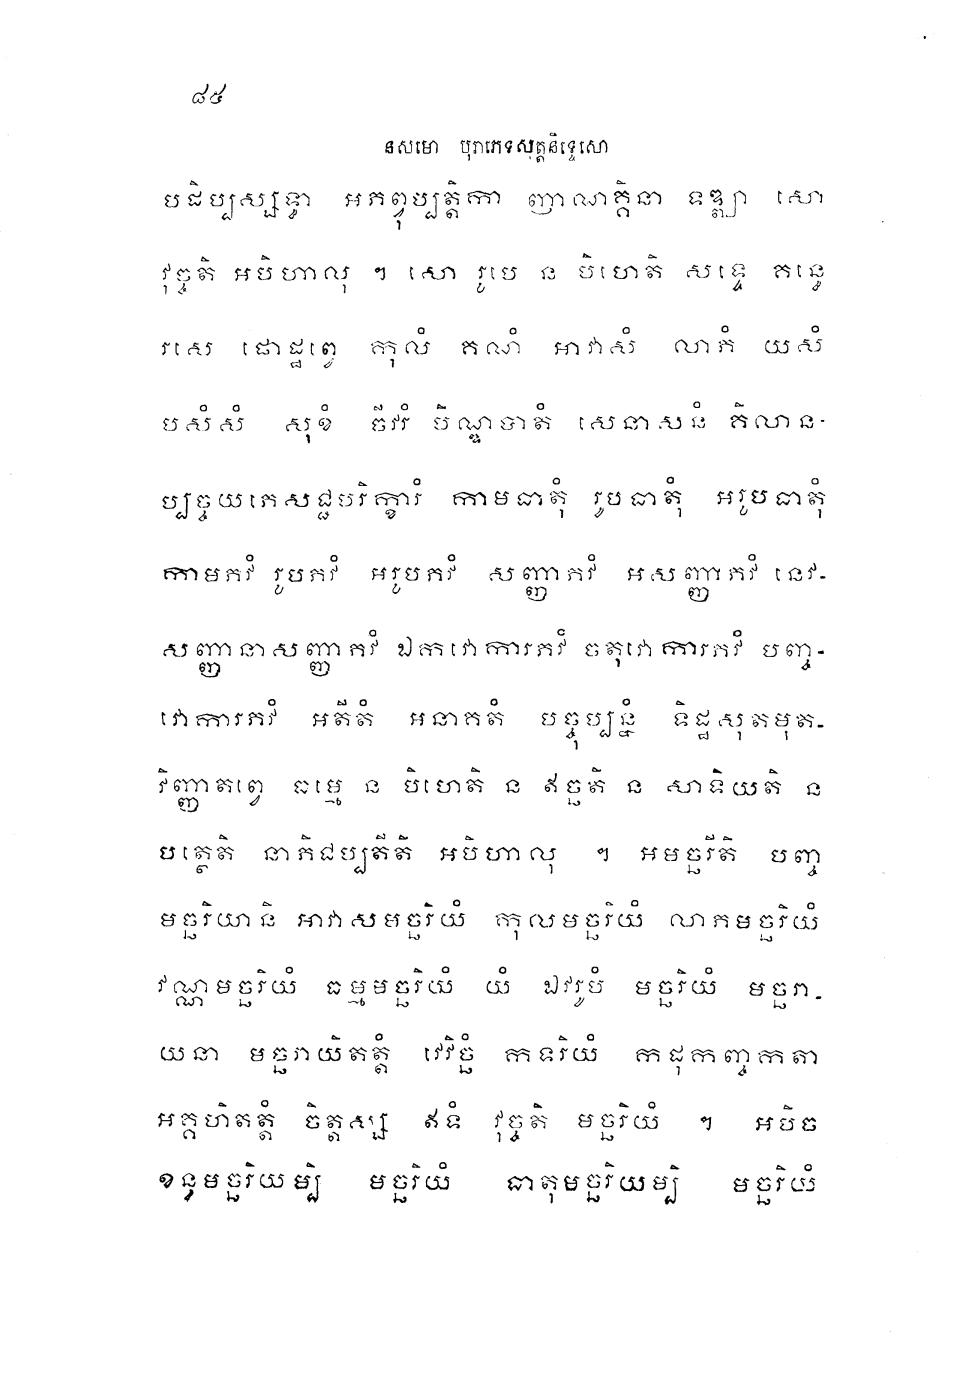 ៨៥
នសមោ បុរាភេទសុត្តនិទ្ទេសោ
បដិប្បស្សទ្ធា អភព្វុប្បត្តិកា ញាណគ្គិនា ទឌ្ឍា សោ
វុច្ចតិ អបិហាលុ ។ សោ រូបេ ន បិហេតិ សទ្ទេ គន្ធេ
រសេ ផោដ្ឋព្វេ កុលំ គណំ អាវាសំ លាភំ យសំ
បសំសំ សុខំ ចីវរំ បិណ្ឌបាតំ សេនាសនំ គិលាន-
ប្បច្ចយភេសជ្ជបរិក្ខារំ កាមធាតុំ រូបធាតុំ អរូបធាតុំ
កាមភវំ រូបភវំ អរូបភវំ សញ្ញាភវំ អសញ្ញាភវំ នេវ-
សញ្ញានាសញ្ញាភវំ ឯកវោការភវំ ចតុវោការភវំ បញ្ច-
វោការភវំ អតីតំ អនាគតំ បច្ចុប្បន្នំ ទិដ្ឋសុតមុត-
វិញ្ញាតព្វេ ធម្មេ ន បិហេតិ ន ឥច្ឆតិ ន សាទិយតិ ន
បត្ថេតិ នាភិជប្បតីតិ អបិហាលុ ។ អមច្ឆរីតិ បញ្ច
មច្ឆរិយានិ អាវាសមច្ឆរិយំ កុលមច្ឆរិយំ លាភមច្ឆរិយំ
វណ្ណមច្ឆរិយំ ធម្មមច្ឆរិយំ យំ ឯវរូបំ មច្ឆរិយំ មច្ឆរា-
យនា មច្ឆរាយិតត្តំ វេវិច្ឆំ កទរិយំ កដុកញ្ចុកតា
អគ្គហិតត្តំ ចិត្តស្ស ឥទំ វុច្ចតិ មច្ឆរិយំ ។ អបិច
ខន្ធមច្ឆរិយម្បិ មច្ឆរិយំ ធាតុមច្ឆរិយម្បិ មច្ឆរិយំ